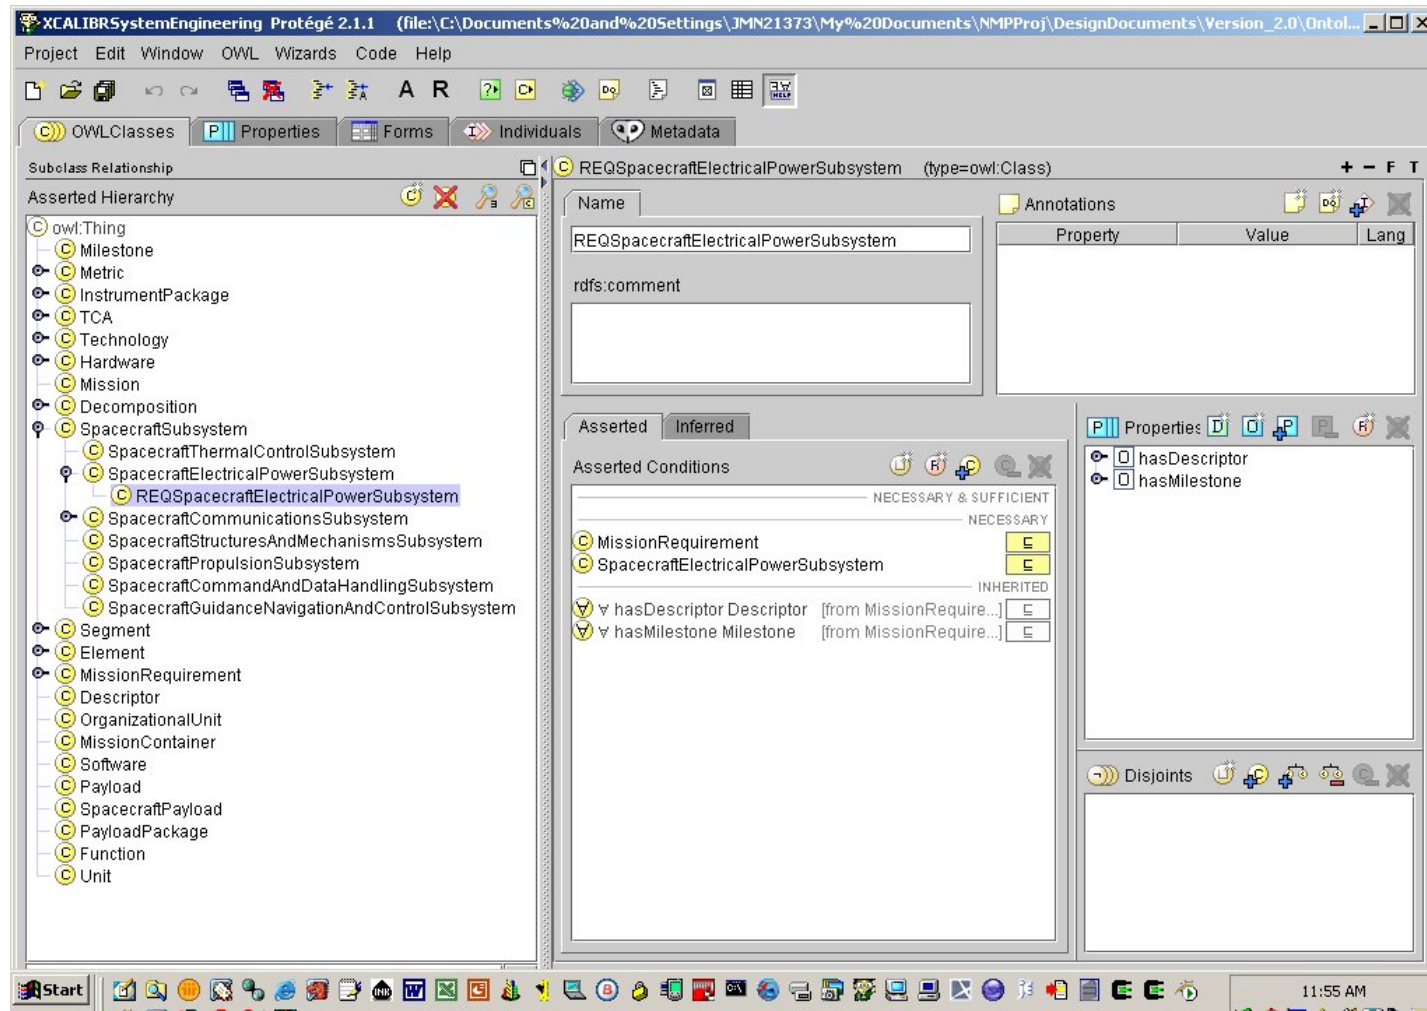 XCALIBRSystemEngineering Protégé 2.1.1 (file:\C:\Documents%20and%20Settings\JMN21373\My%20Documents\NMPProj\DesignDocuments\Version_2.0\Ontol...
Project Edit Window OWL Wizards Code Help
A R
OWLClasses Properties Forms Individuals Metadata
Subclass Relationship
Asserted Hierarchy
owl:Thing
Milestone
Metric
InstrumentPackage
TCA
Technology
Hardware
Mission
Decomposition
SpacecraftSubsystem
SpacecraftThermalControlSubsystem
SpacecraftElectricalPowerSubsystem
REQSpacecraftElectricalPowerSubsystem
SpacecraftCommunicationsSubsystem
SpacecraftStructuresAndMechanismsSubsystem
SpacecraftPropulsionSubsystem
SpacecraftCommandAndDataHandlingSubsystem
SpacecraftGuidanceNavigationAndControlSubsystem
Segment
Element
MissionRequirement
Descriptor
OrganizationalUnit
MissionContainer
Software
Payload
SpacecraftPayload
PayloadPackage
Function
Unit
REQSpacecraftElectricalPowerSubsystem (type=owl:Class) + − F T
Name
REQSpacecraftElectricalPowerSubsystem
rdfs:comment
Annotations
Property Value Lang
Asserted Inferred
Asserted Conditions
NECESSARY & SUFFICIENT
NECESSARY
MissionRequirement ⊑
SpacecraftElectricalPowerSubsystem ⊑
INHERITED
∀ hasDescriptor Descriptor [from MissionRequire...] ⊑
∀ hasMilestone Milestone [from MissionRequire...] ⊑
Properties
hasDescriptor
hasMilestone
Disjoints
Start
11:55 AM